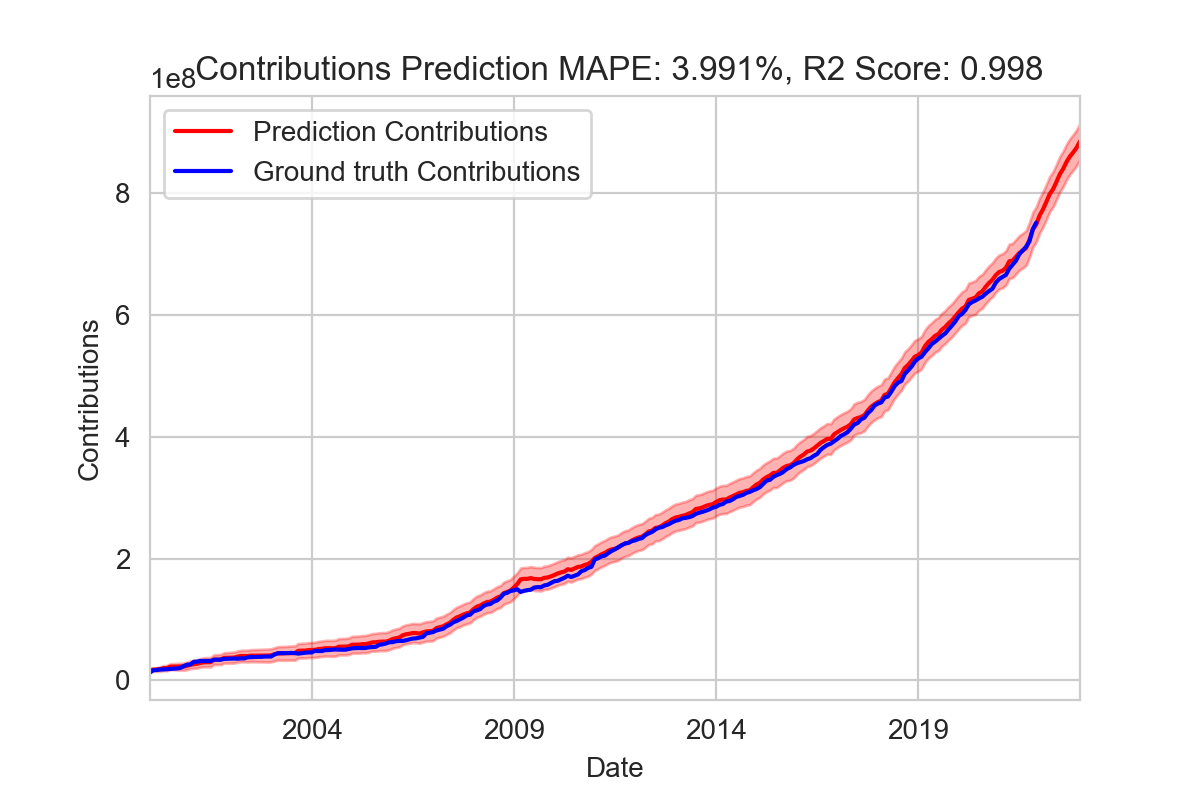 1e8
Contributions Prediction MAPE: 3.991%, R2 Score: 0.998
Prediction Contributions
Ground truth Contributions
8
6
4
2
0
Contributions
2004 2009 2014 2019
Date